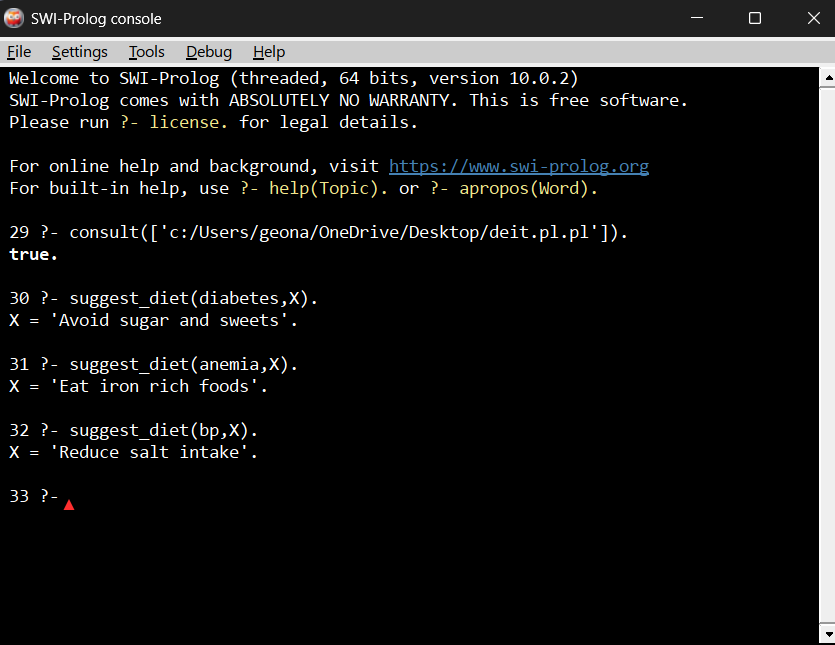 SWI-Prolog console
File Settings Tools Debug Help
Welcome to SWI-Prolog (threaded, 64 bits, version 10.0.2)
SWI-Prolog comes with ABSOLUTELY NO WARRANTY. This is free software.
Please run ?- license. for legal details.
For online help and background, visit https://www.swi-prolog.org
For built-in help, use ?- help(Topic). or ?- apropos(Word).
29 ?- consult(['c:/Users/geona/OneDrive/Desktop/deit.pl.pl']).
true.
30 ?- suggest_diet(diabetes,X).
X = 'Avoid sugar and sweets'.
31 ?- suggest_diet(anemia,X).
X = 'Eat iron rich foods'.
32 ?- suggest_diet(bp,X).
X = 'Reduce salt intake'.
33 ?-